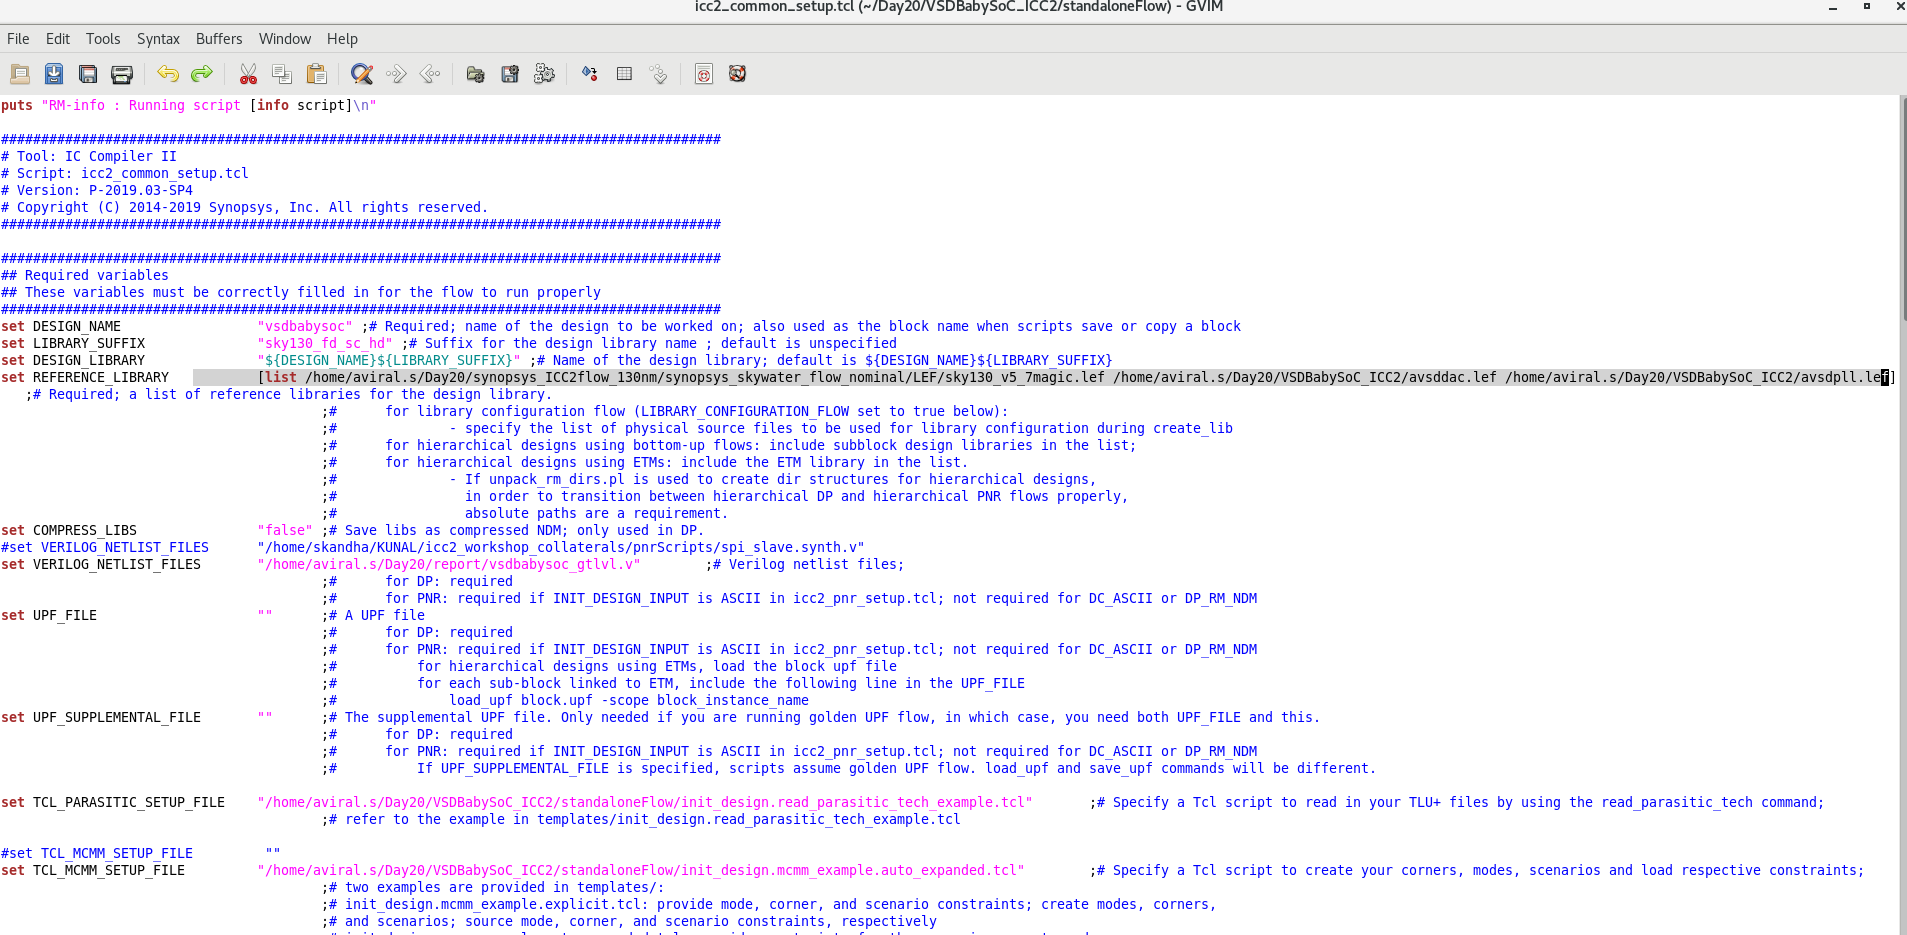 icc2_common_setup.tcl (~/Day20/VSDBabySoC_ICC2/standaloneFlow) - GVIM
File Edit Tools Syntax Buffers Window Help
puts "RM-info : Running script [info script]\n"
##########################################################################################
# Tool: IC Compiler II
# Script: icc2_common_setup.tcl
# Version: P-2019.03-SP4
# Copyright (C) 2014-2019 Synopsys, Inc. All rights reserved.
##########################################################################################
##########################################################################################
## Required variables
## These variables must be correctly filled in for the flow to run properly
##########################################################################################
set DESIGN_NAME "vsdbabysoc" ;# Required; name of the design to be worked on; also used as the block name when scripts save or copy a block
set LIBRARY_SUFFIX "sky130_fd_sc_hd" ;# Suffix for the design library name ; default is unspecified
set DESIGN_LIBRARY "${DESIGN_NAME}${LIBRARY_SUFFIX}" ;# Name of the design library; default is ${DESIGN_NAME}${LIBRARY_SUFFIX}
set REFERENCE_LIBRARY [list /home/aviral.s/Day20/synopsys_ICC2flow_130nm/synopsys_skywater_flow_nominal/LEF/sky130_v5_7magic.lef /home/aviral.s/Day20/VSDBabySoC_ICC2/avsddac.lef /home/aviral.s/Day20/VSDBabySoC_ICC2/avsdpll.lef]
;# Required; a list of reference libraries for the design library.
;# for library configuration flow (LIBRARY_CONFIGURATION_FLOW set to true below):
;# - specify the list of physical source files to be used for library configuration during create_lib
;# for hierarchical designs using bottom-up flows: include subblock design libraries in the list;
;# for hierarchical designs using ETMs: include the ETM library in the list.
;# - If unpack_rm_dirs.pl is used to create dir structures for hierarchical designs,
;# in order to transition between hierarchical DP and hierarchical PNR flows properly,
;# absolute paths are a requirement.
set COMPRESS_LIBS "false" ;# Save libs as compressed NDM; only used in DP.
#set VERILOG_NETLIST_FILES "/home/skandha/KUNAL/icc2_workshop_collaterals/pnrScripts/spi_slave.synth.v"
set VERILOG_NETLIST_FILES "/home/aviral.s/Day20/report/vsdbabysoc_gtlvl.v" ;# Verilog netlist files;
;# for DP: required
;# for PNR: required if INIT_DESIGN_INPUT is ASCII in icc2_pnr_setup.tcl; not required for DC_ASCII or DP_RM_NDM
set UPF_FILE "" ;# A UPF file
;# for DP: required
;# for PNR: required if INIT_DESIGN_INPUT is ASCII in icc2_pnr_setup.tcl; not required for DC_ASCII or DP_RM_NDM
;# for hierarchical designs using ETMs, load the block upf file
;# for each sub-block linked to ETM, include the following line in the UPF_FILE
;# load_upf block.upf -scope block_instance_name
set UPF_SUPPLEMENTAL_FILE "" ;# The supplemental UPF file. Only needed if you are running golden UPF flow, in which case, you need both UPF_FILE and this.
;# for DP: required
;# for PNR: required if INIT_DESIGN_INPUT is ASCII in icc2_pnr_setup.tcl; not required for DC_ASCII or DP_RM_NDM
;# If UPF_SUPPLEMENTAL_FILE is specified, scripts assume golden UPF flow. load_upf and save_upf commands will be different.
set TCL_PARASITIC_SETUP_FILE "/home/aviral.s/Day20/VSDBabySoC_ICC2/standaloneFlow/init_design.read_parasitic_tech_example.tcl" ;# Specify a Tcl script to read in your TLU+ files by using the read_parasitic_tech command;
;# refer to the example in templates/init_design.read_parasitic_tech_example.tcl
#set TCL_MCMM_SETUP_FILE ""
set TCL_MCMM_SETUP_FILE "/home/aviral.s/Day20/VSDBabySoC_ICC2/standaloneFlow/init_design.mcmm_example.auto_expanded.tcl" ;# Specify a Tcl script to create your corners, modes, scenarios and load respective constraints;
;# two examples are provided in templates/:
;# init_design.mcmm_example.explicit.tcl: provide mode, corner, and scenario constraints; create modes, corners,
;# and scenarios; source mode, corner, and scenario constraints, respectively